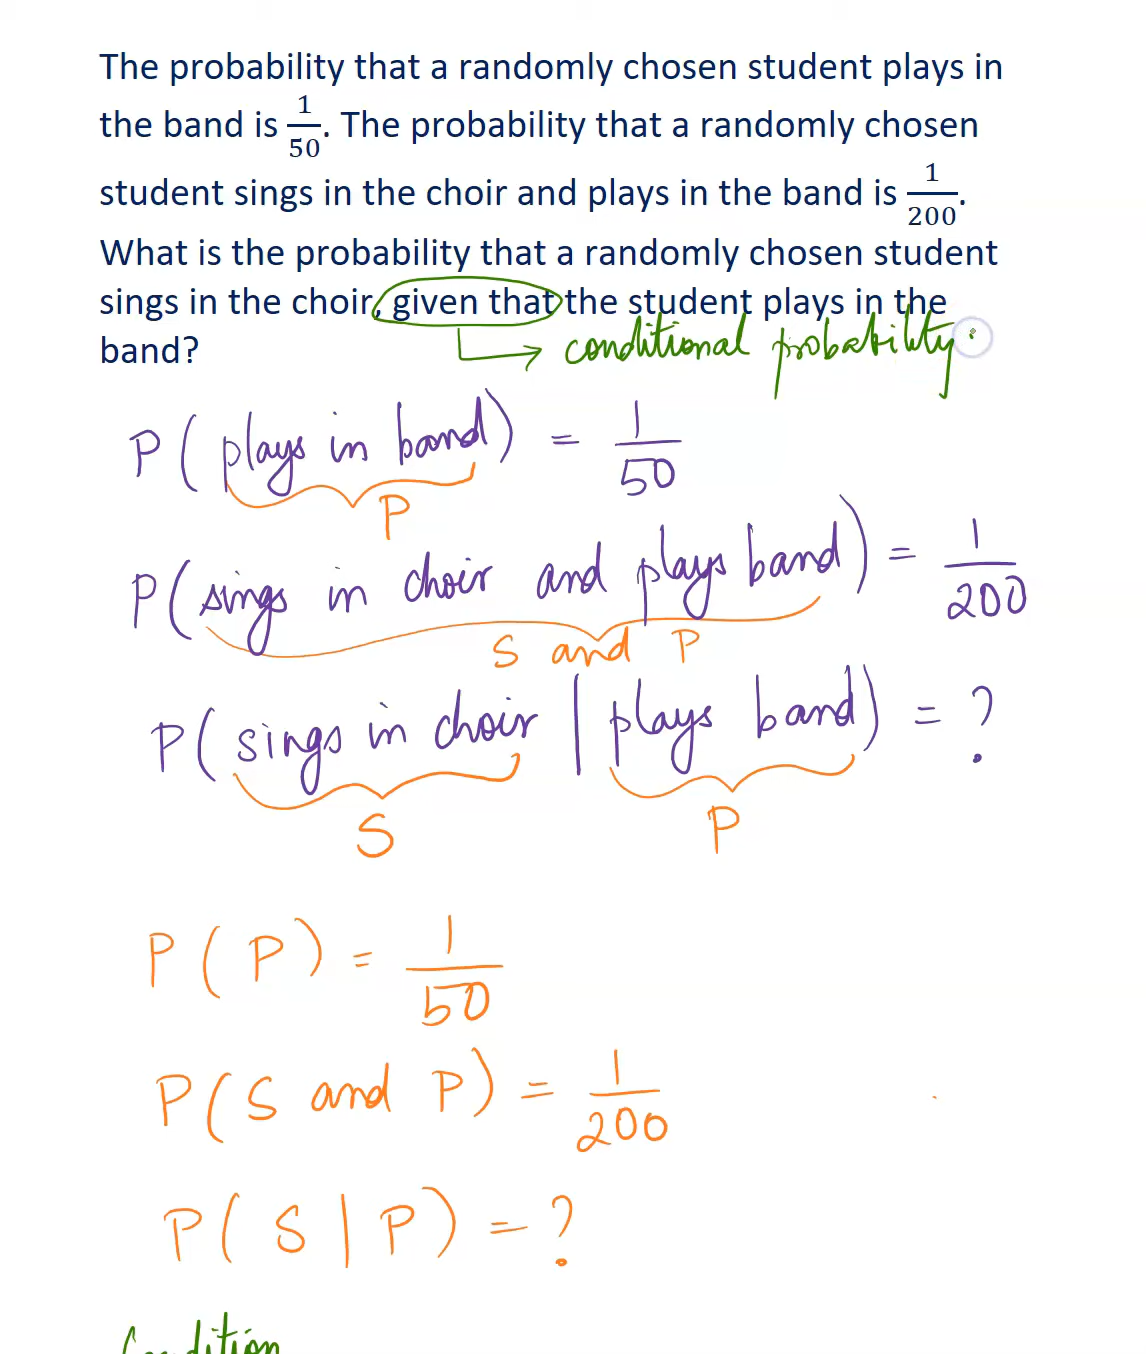 The probability that a randomly chosen student plays in
the band is 1/50. The probability that a randomly chosen
student sings in the choir and plays in the band is 1/200.
What is the probability that a randomly chosen student
sings in the choir, given that the student plays in the
band?
conditional probability
P(plays in band) = 1/50
P
P(sings in choir and plays band) = 1/200
S and P
P(sings in choir | plays band) = ?
S P
P(P) = 1/50
P(S and P) = 1/200
P(S | P) = ?
Condition